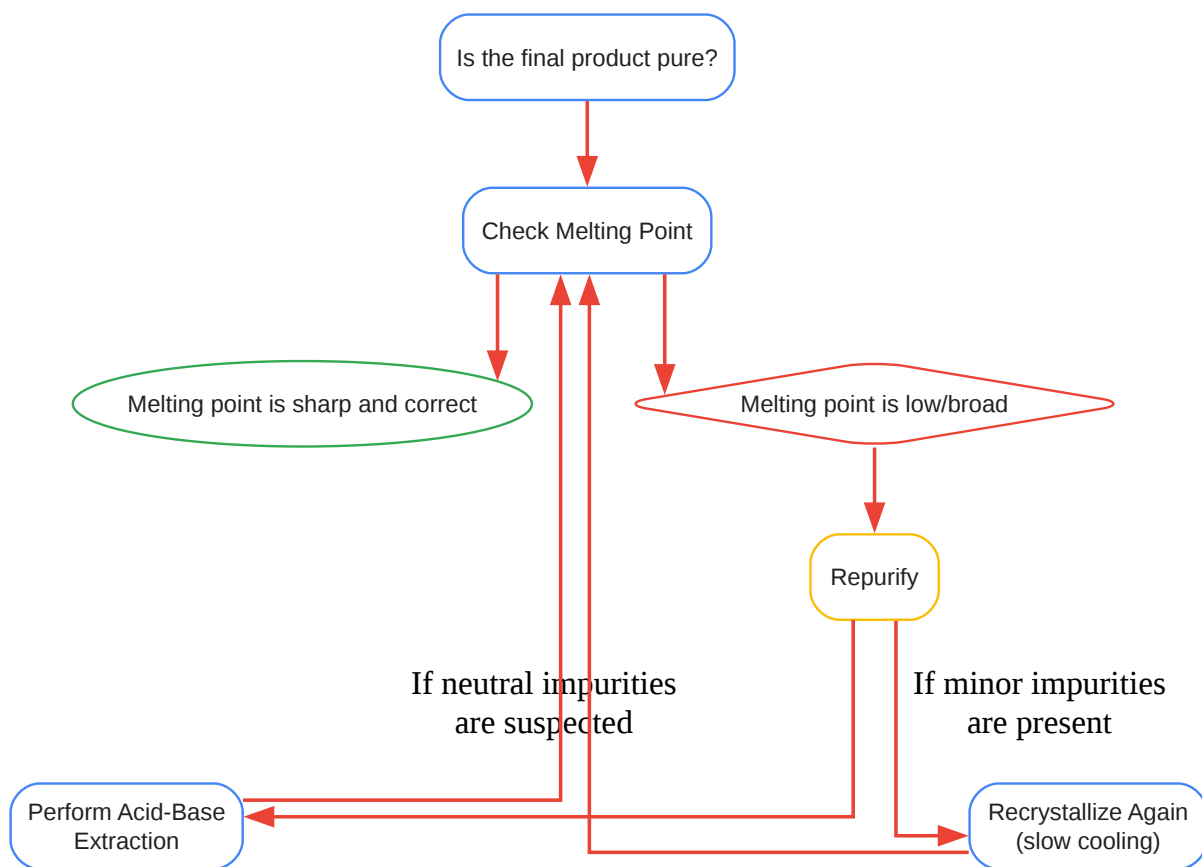 Is the final product pure?
Check Melting Point
Melting point is sharp and correct
Melting point is low/broad
Repurify
If neutral impurities
are suspected
If minor impurities
are present
Perform Acid-Base
Extraction
Recrystallize Again
(slow cooling)